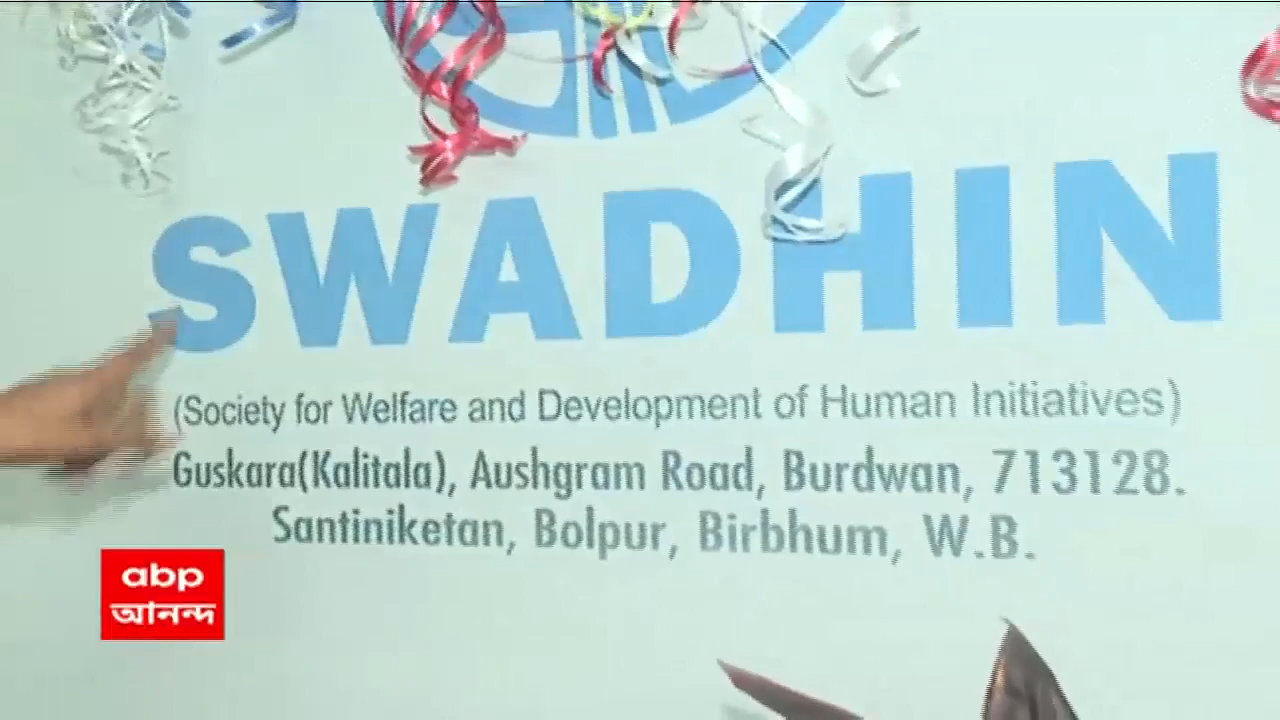 SWADHIN
(Society for Welfare and Development of Human Initiatives)
Guskara(Kalitala), Aushgram Road, Burdwan, 713128.
Santiniketan, Bolpur, Birbhum, W.B.
abp
আনন্দ